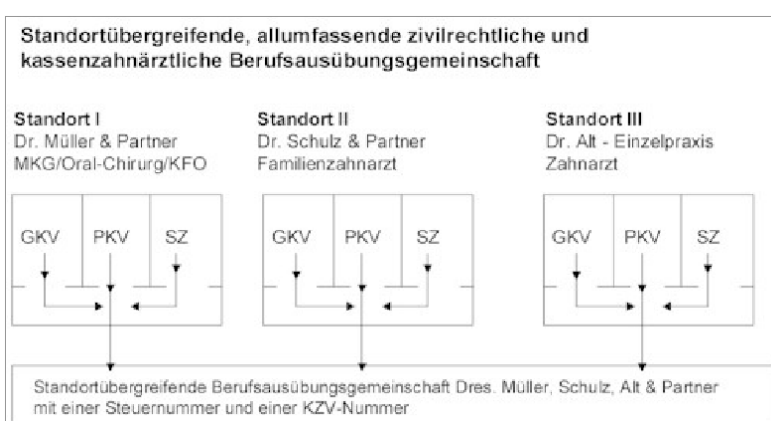 Standortübergreifende, allumfassende zivilrechtliche und
kassenzahnärztliche Berufsausübungsgemeinschaft
Standort I
Dr. Müller & Partner
MKG/Oral-Chirurg/KFO
Standort II
Dr. Schulz & Partner
Familienzahnarzt
Standort III
Dr. Alt - Einzelpraxis
Zahnarzt
GKV PKV SZ
GKV PKV SZ
GKV PKV SZ
Standortübergreifende Berufsausübungsgemeinschaft Dres. Müller, Schulz, Alt & Partner
mit einer Steuernummer und einer KZV-Nummer